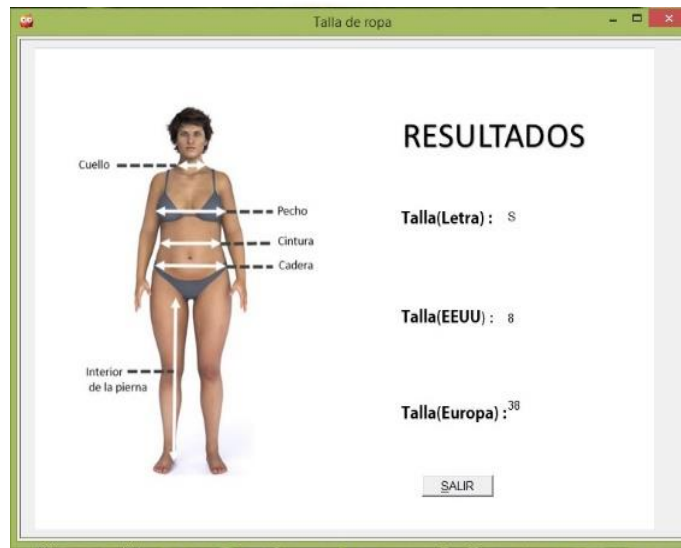 Talla de ropa
RESULTADOS
Cuello
Pecho
Talla(Letra) : S
Cintura
Cadera
Talla(EEUU) : 8
Interior
de la pierna
Talla(Europa) : 38
SALIR